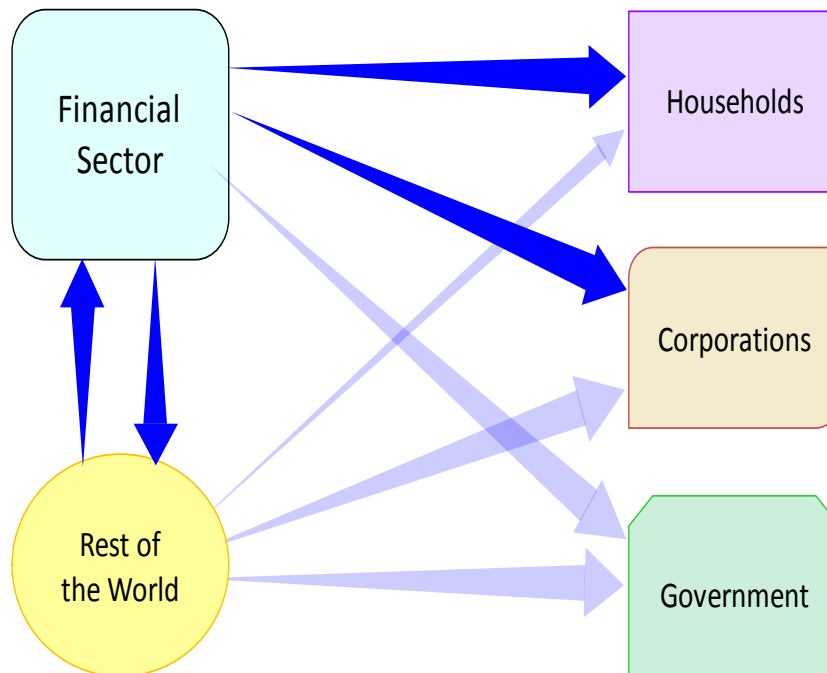 Financial
Sector
Households
Corporations
Rest of
the World
Government